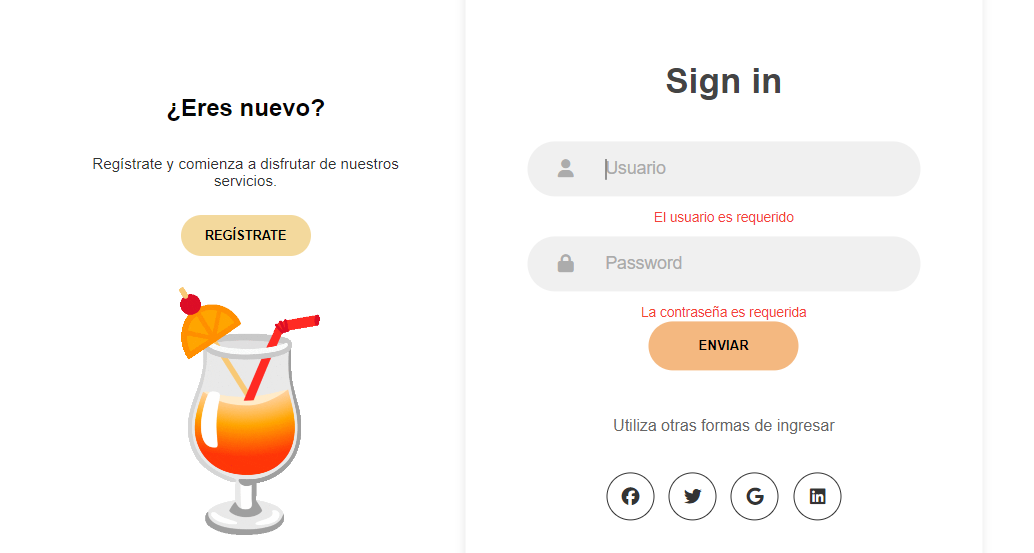 ¿Eres nuevo?
Regístrate y comienza a disfrutar de nuestros
servicios.
REGÍSTRATE
Sign in
Usuario
El usuario es requerido
Password
La contraseña es requerida
ENVIAR
Utiliza otras formas de ingresar